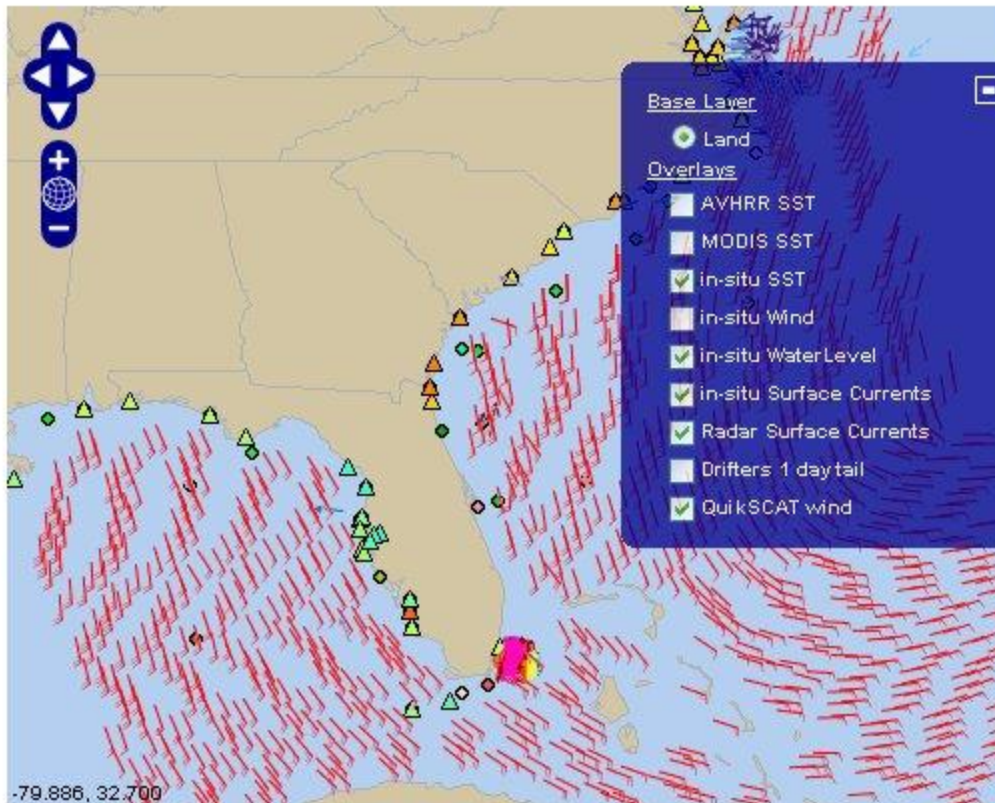 Base Layer
Land
Overlays
AVHRR SST
MODIS SST
in-situ SST
in-situ Wind
in-situ WaterLevel
in-situ Surface Currents
Radar Surface Currents
Drifters 1 day tail
QuikSCAT wind
-79.886, 32.700